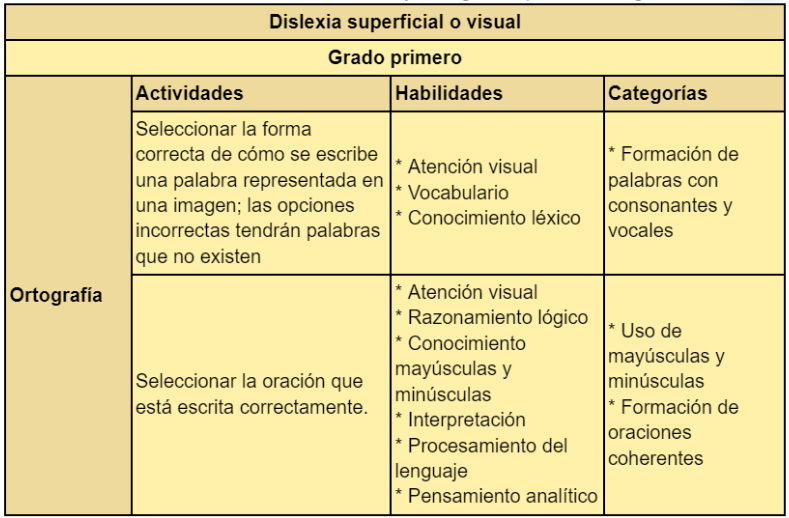 Dislexia superficial o visual
Grado primero
Actividades
Habilidades
Categorías
Ortografía
Seleccionar la forma
correcta de cómo se escribe
una palabra representada en
una imagen; las opciones
incorrectas tendrán palabras
que no existen
* Atención visual
* Vocabulario
* Conocimiento léxico
* Formación de
palabras con
consonantes y
vocales
Seleccionar la oración que
está escrita correctamente.
* Atención visual
* Razonamiento lógico
* Conocimiento
mayúsculas y
minúsculas
* Interpretación
* Procesamiento del
lenguaje
* Pensamiento analítico
* Uso de
mayúsculas y
minúsculas
* Formación de
oraciones
coherentes